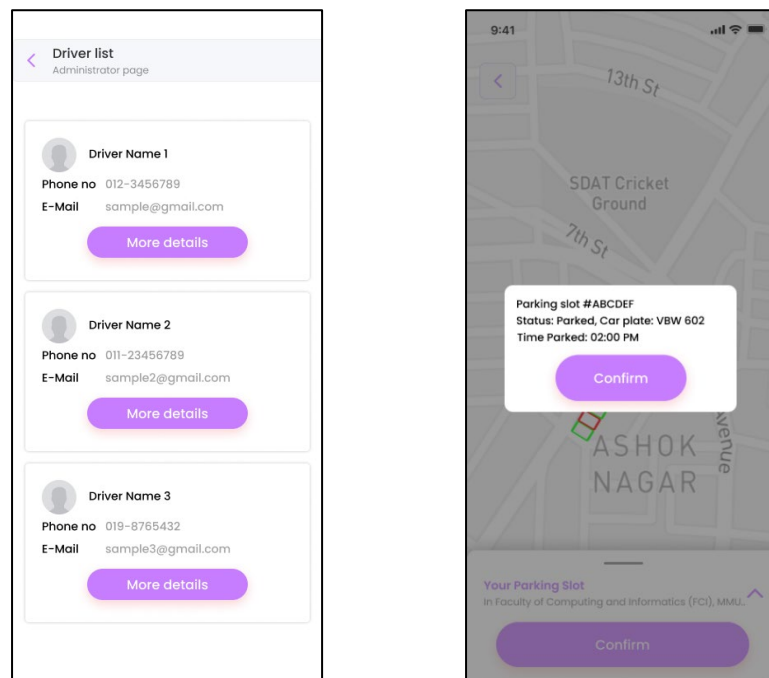 Driver list
Administrator page
Driver Name 1
Phone no 012-3456789
E-Mail sample@gmail.com
More details
Driver Name 2
Phone no 011-23456789
E-Mail sample2@gmail.com
More details
Driver Name 3
Phone no 019-8765432
E-Mail sample3@gmail.com
More details
9:41
13th St
SDAT Cricket
Ground
7th St
Parking slot #ABCDEF
Status: Parked, Car plate: VBW 602
Time Parked: 02:00 PM
Confirm
Avenue
ASHOK
NAGAR
Your Parking Slot
In Faculty of Computing and Informatics (FCI), MMU..
Confirm